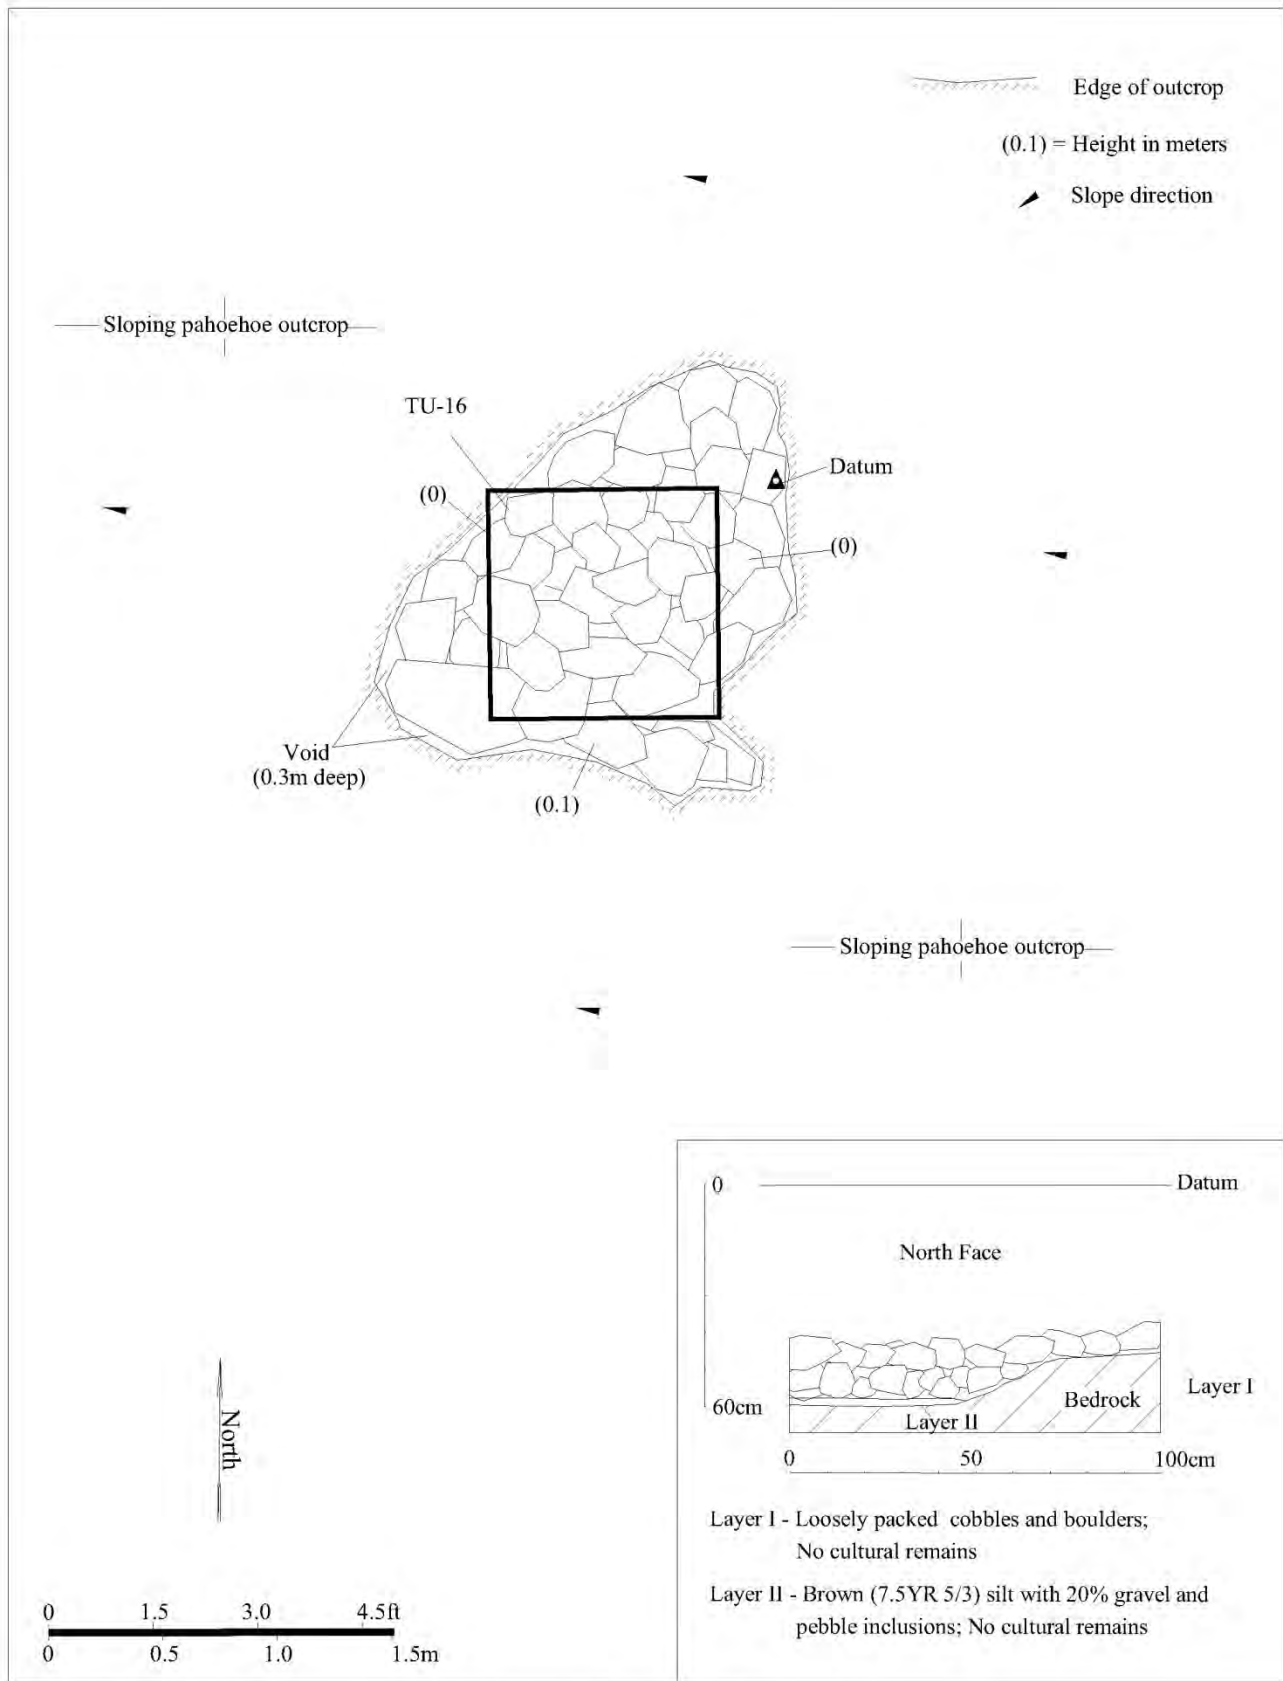 Edge of outcrop
(0.1) = Height in meters
Slope direction
Sloping pahoehoe outcrop
TU-16
Datum
(0)
(0)
Void
(0.3m deep)
(0.1)
Sloping pahoehoe outcrop
0
Datum
North Face
Layer I
Bedrock
60cm
Layer II
0 50 100cm
Layer I - Loosely packed cobbles and boulders;
No cultural remains
Layer II - Brown (7.5YR 5/3) silt with 20% gravel and
pebble inclusions; No cultural remains
North
0 1.5 3.0 4.5ft
0 0.5 1.0 1.5m